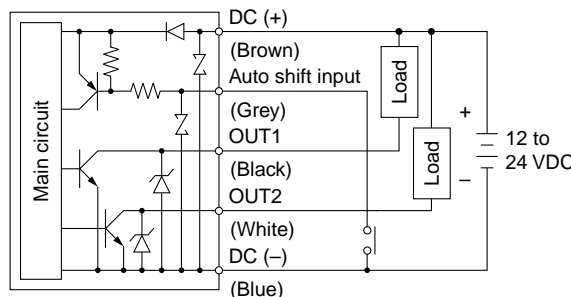 DC (+)
(Brown)
Auto shift input
(Grey)
OUT1
(Black)
OUT2
(White)
DC (–)
(Blue)
Main circuit
Load
Load
+
–
12 to
24 VDC